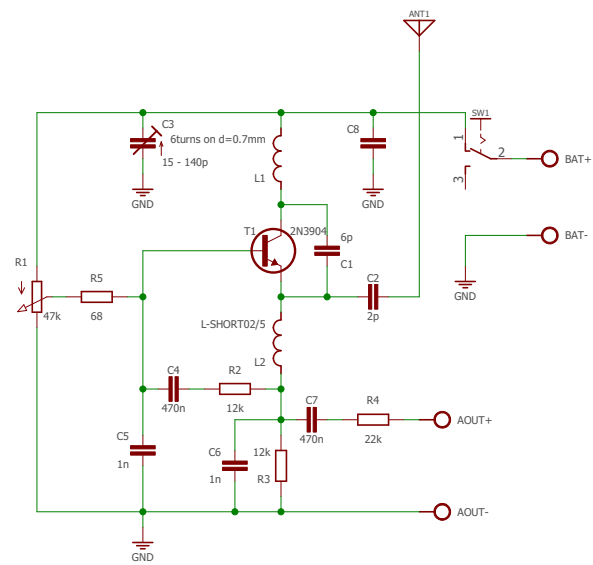 ANT1
C3
6turns on d=0.7mm
15 - 140p
GND
L1
C8
GND
SW1
1
2
3
BAT+
BAT-
GND
T1
2N3904
6p
C1
R1
47k
R5
68
C2
2p
L-SHORT02/5
L2
C4
470n
R2
12k
C7
470n
R4
22k
AOUT+
C5
1n
C6
1n
12k
R3
AOUT-
GND